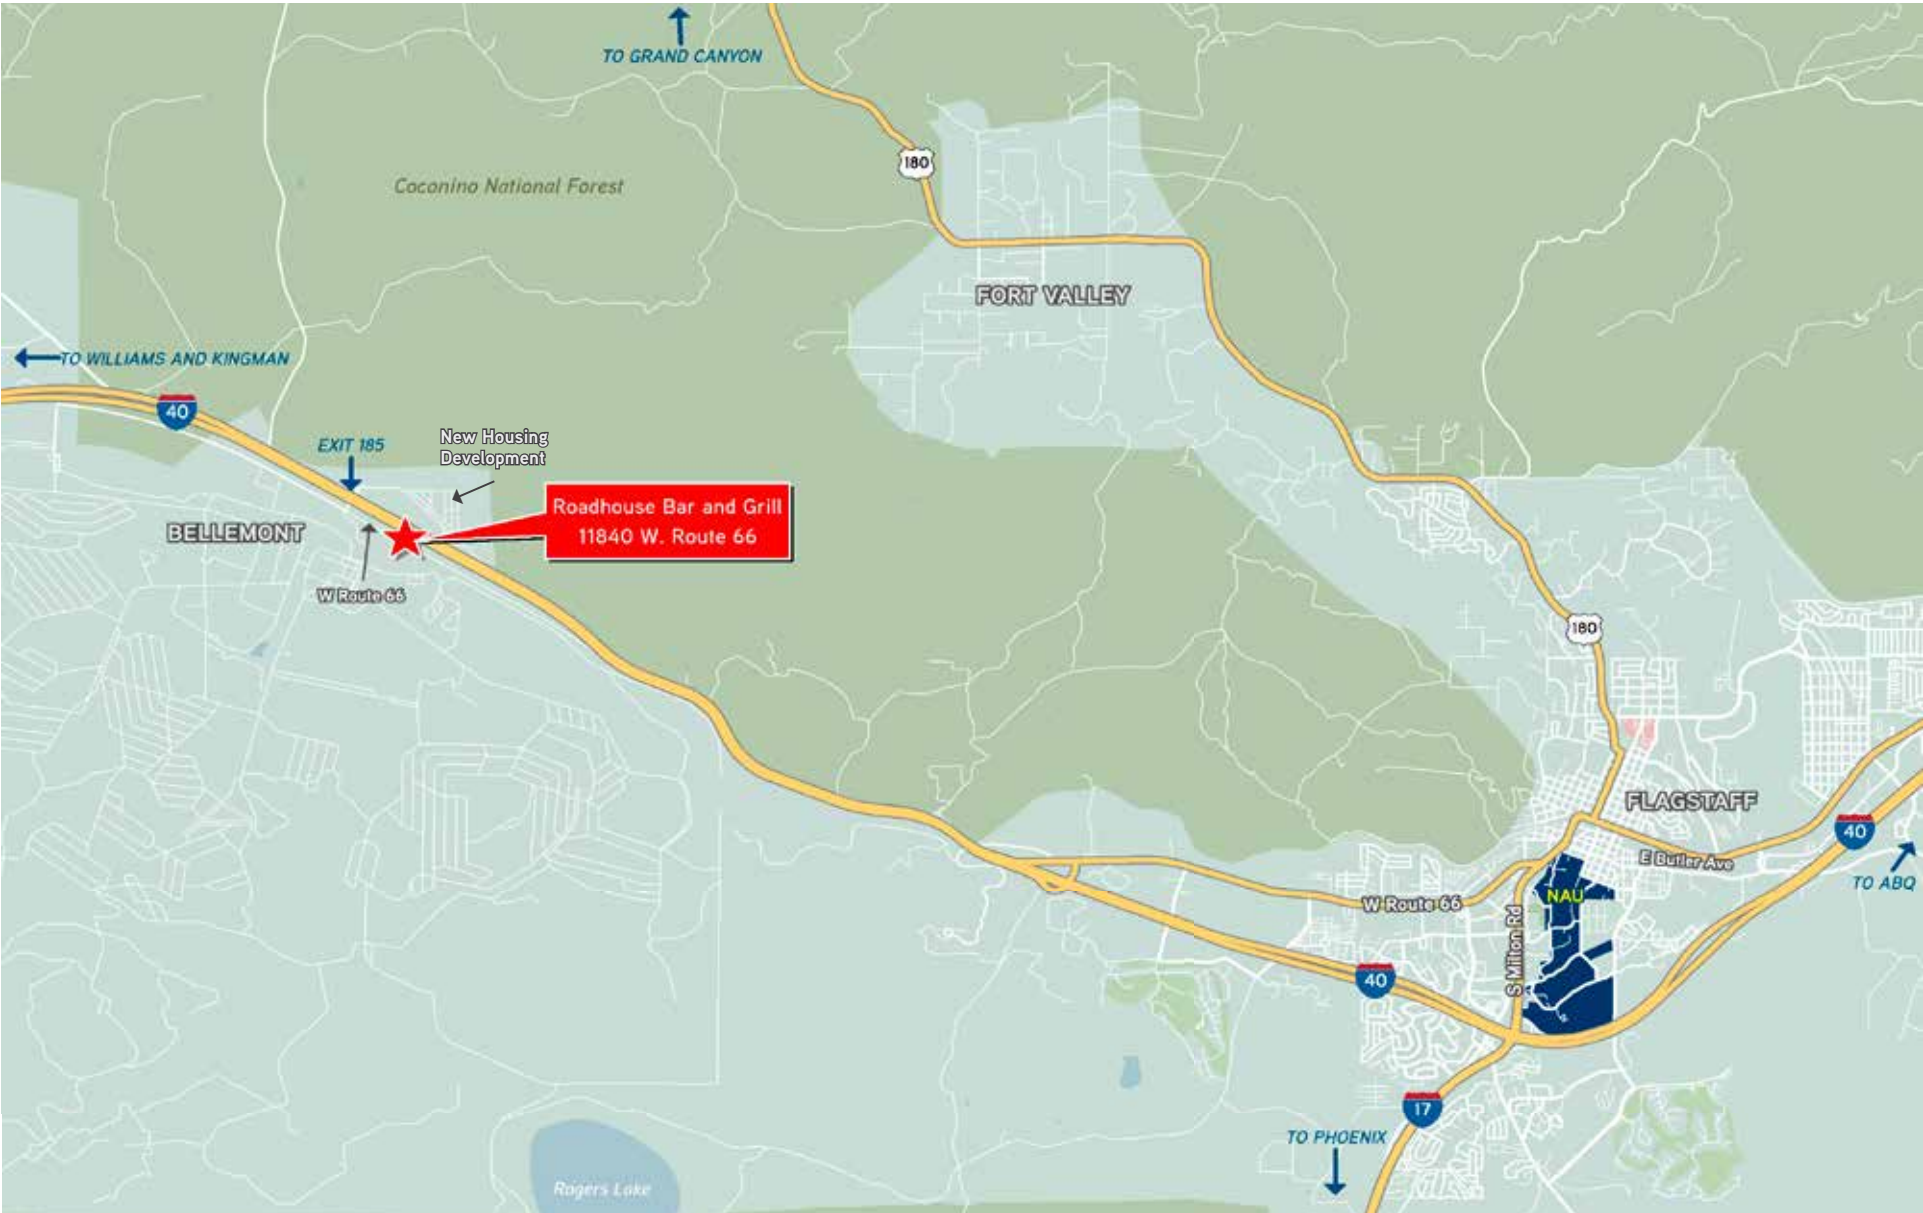 TO GRAND CANYON
180
Coconino National Forest
FORT VALLEY
TO WILLIAMS AND KINGMAN
40
EXIT 185
New Housing
Development
Roadhouse Bar and Grill
11840 W. Route 66
BELLEMONT
W Route 66
180
FLAGSTAFF
40
E Butler Ave
TO ABQ
NAU
W Route 66
S Milton Rd
40
17
TO PHOENIX
Rogers Lake